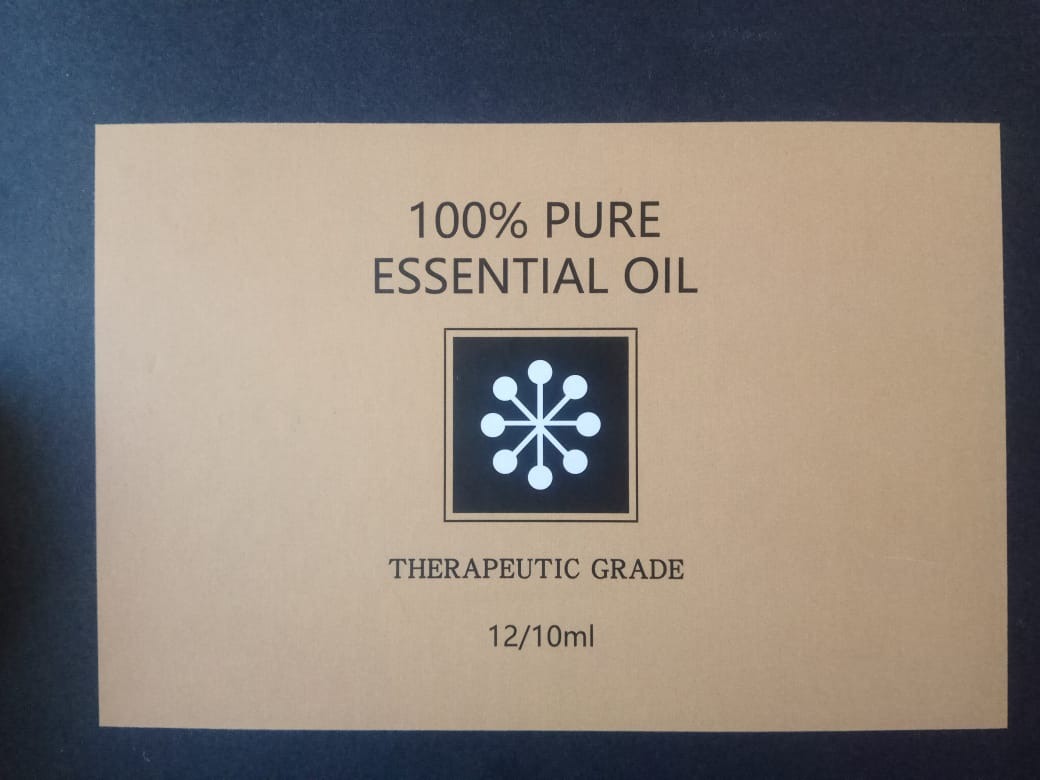 100% PURE
ESSENTIAL OIL
THERAPEUTIC GRADE
12/10ml